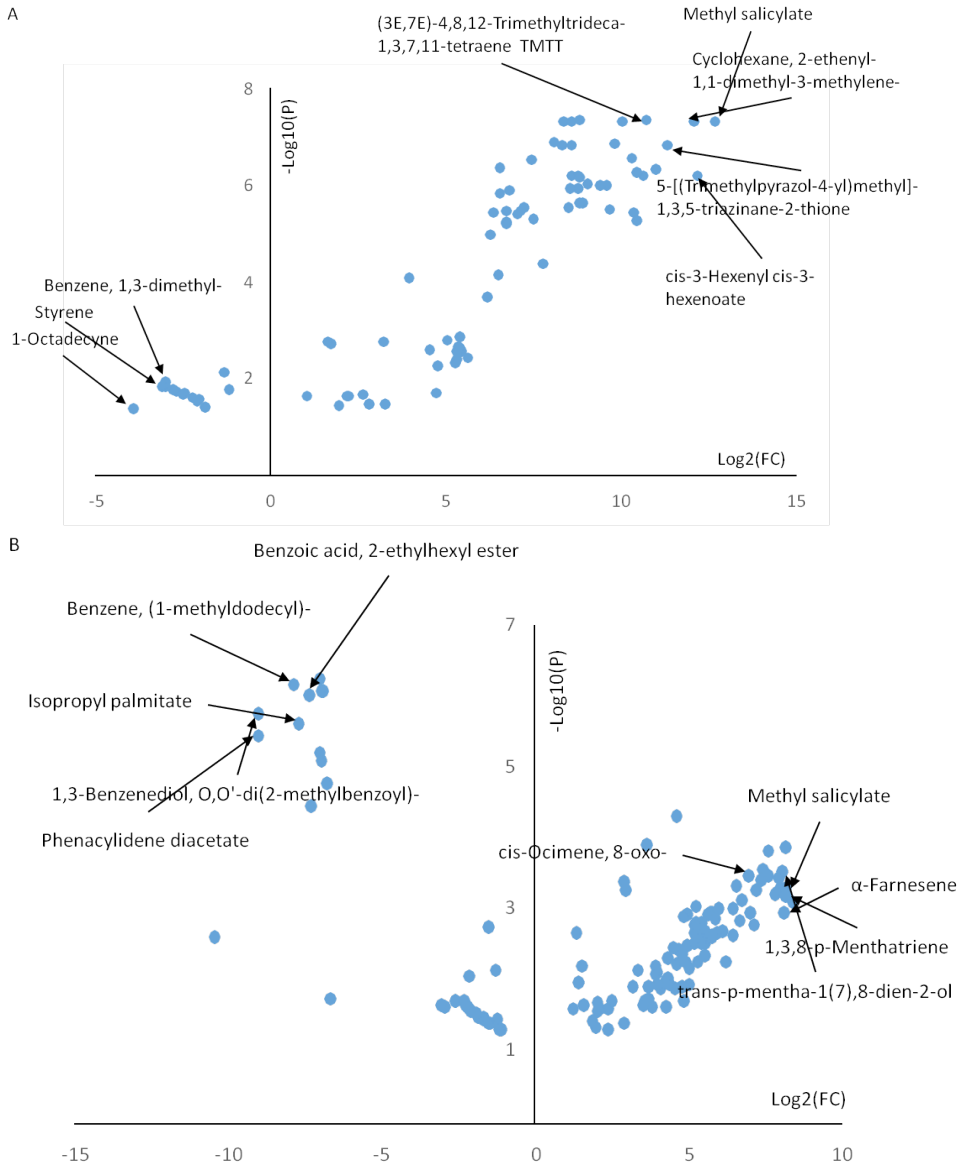 A
(3E,7E)-4,8,12-Trimethyltrideca-
1,3,7,11-tetraene TMTT
Methyl salicylate
Cyclohexane, 2-ethenyl-
1,1-dimethyl-3-methylene-
8
-Log10(P)
6
5-[(Trimethylpyrazol-4-yl)methyl]-
1,3,5-triazinane-2-thione
4
cis-3-Hexenyl cis-3-
hexenoate
Benzene, 1,3-dimethyl-
Styrene
1-Octadecyne
2
Log2(FC)
-5 0 5 10 15
B
Benzoic acid, 2-ethylhexyl ester
Benzene, (1-methyldodecyl)-
7
-Log10(P)
Isopropyl palmitate
5
1,3-Benzenediol, O,O'-di(2-methylbenzoyl)-
Methyl salicylate
Phenacylidene diacetate
cis-Ocimene, 8-oxo-
α-Farnesene
3
1,3,8-p-Menthatriene
trans-p-mentha-1(7),8-dien-2-ol
1
Log2(FC)
-15 -10 -5 0 5 10